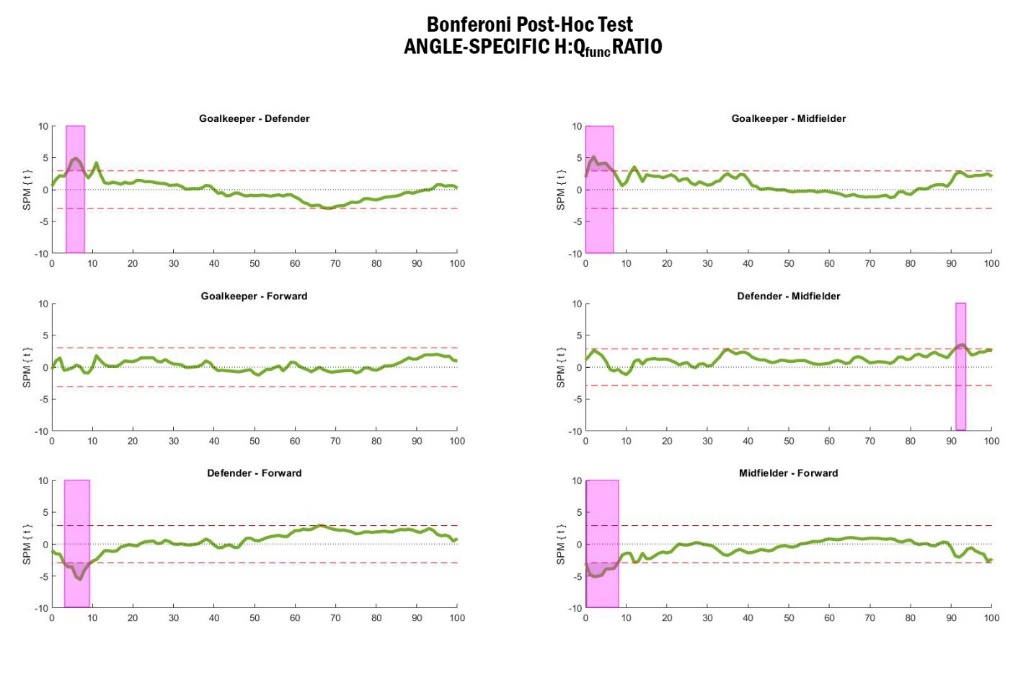 Bonferoni Post-Hoc Test
ANGLE-SPECIFIC H:Qfunc RATIO
Goalkeeper - Defender
10
5
0
-5
-10
SPM { t }
0 10 20 30 40 50 60 70 80 90 100
Goalkeeper - Midfielder
10
5
0
-5
-10
SPM { t }
0 10 20 30 40 50 60 70 80 90 100
Goalkeeper - Forward
10
5
0
-5
-10
SPM { t }
0 10 20 30 40 50 60 70 80 90 100
Defender - Midfielder
10
5
0
-5
-10
SPM { t }
0 10 20 30 40 50 60 70 80 90 100
Defender - Forward
10
5
0
-5
-10
SPM { t }
0 10 20 30 40 50 60 70 80 90 100
Midfielder - Forward
10
5
0
-5
-10
SPM { t }
0 10 20 30 40 50 60 70 80 90 100